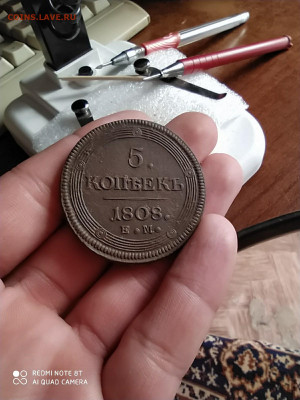 COINS.LAVE.RU
5.
КОПѢЕКЪ
1808.
Е. М.
REDMI NOTE 8T
AI QUAD CAMERA